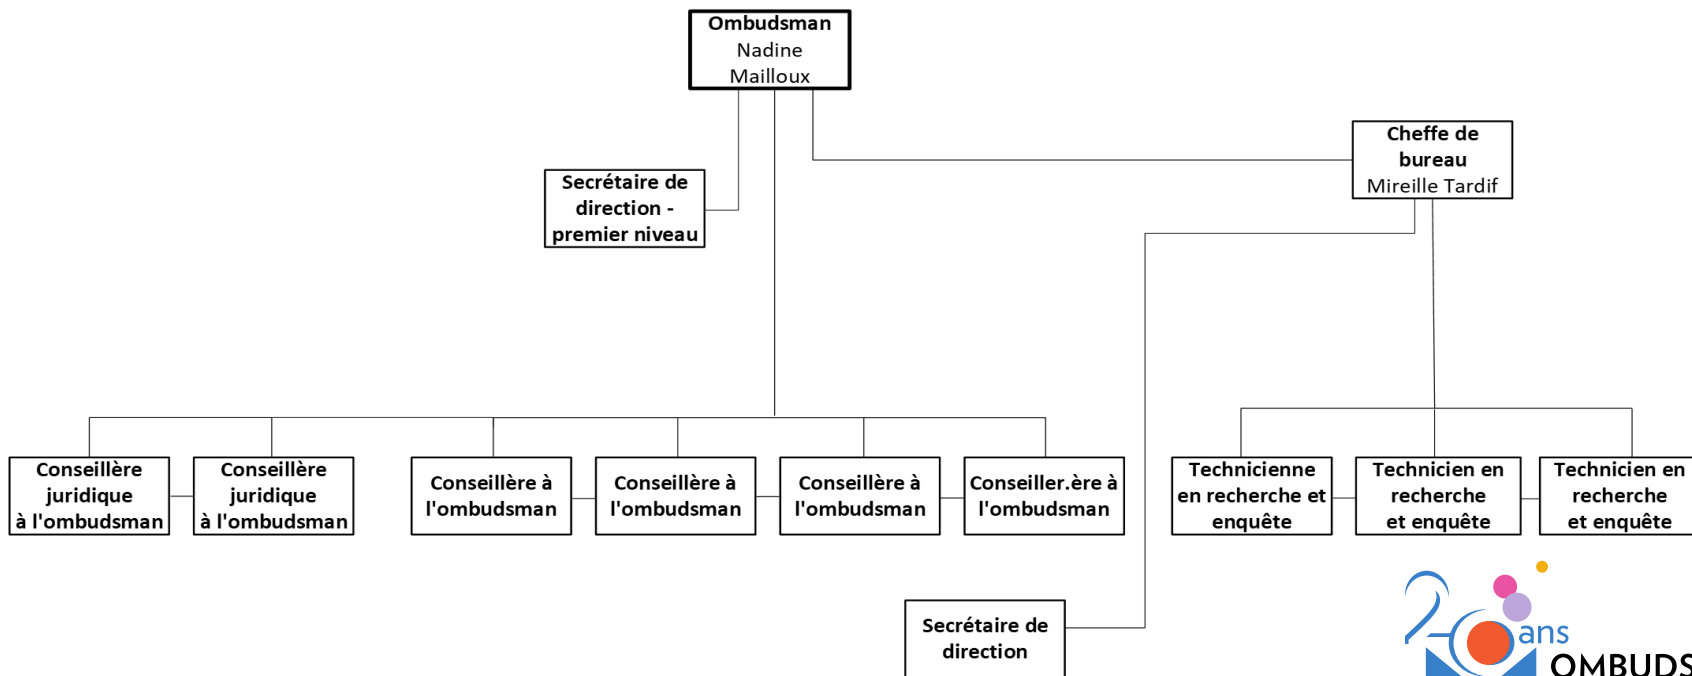 Ombudsman
Nadine
Mailloux
Cheffe de
bureau
Mireille Tardif
Secrétaire de
direction -
premier niveau
Conseillère
juridique
à l'ombudsman
Conseillère
juridique
à l'ombudsman
Conseillère à
l'ombudsman
Conseillère à
l'ombudsman
Conseillère à
l'ombudsman
Conseiller.ère à
l'ombudsman
Technicienne
en recherche et
enquête
Technicien en
recherche
et enquête
Technicien en
recherche
et enquête
Secrétaire de
direction
20 ans
OMBUDS